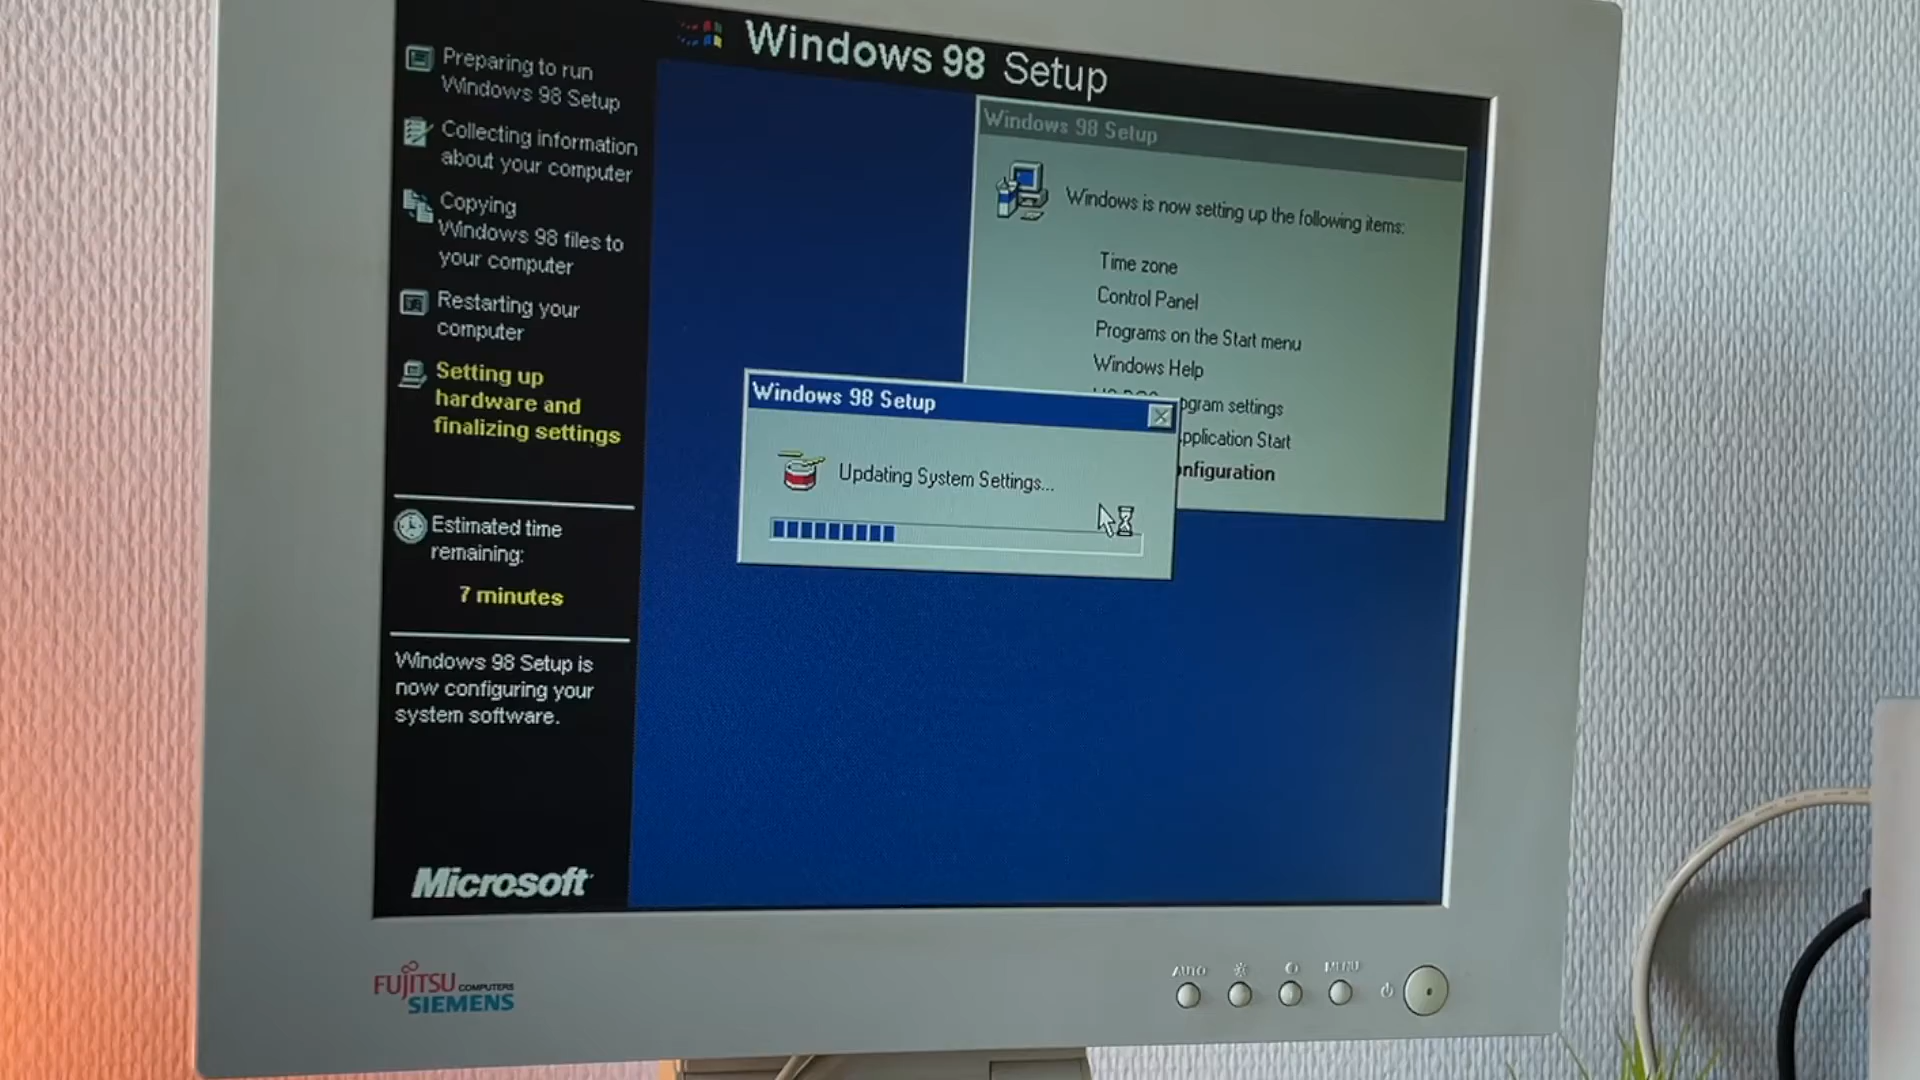 Windows 98 Setup
Preparing to run
Windows 98 Setup
Collecting information
about your computer
Copying
Windows 98 files to
your computer
Restarting your
computer
Setting up
hardware and
finalizing settings
Estimated time
remaining:
7 minutes
Windows 98 Setup is
now configuring your
system software.
Microsoft
Windows 98 Setup
Windows is now setting up the following items:
Time zone
Control Panel
Programs on the Start menu
Windows Help
ogram settings
pplication Start
nfiguration
Windows 98 Setup
Updating System Settings...
FUJITSU COMPUTERS
SIEMENS
AUTO
MENU